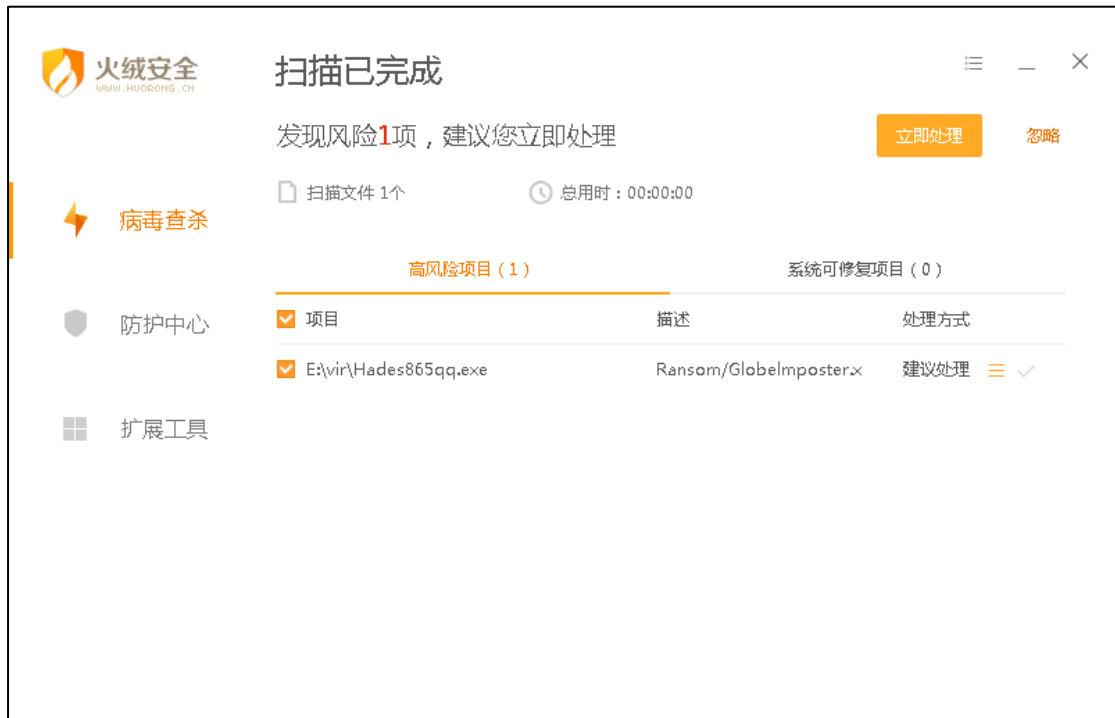 火绒安全
WWW.HUORONG.CN
扫描已完成
发现风险1项，建议您立即处理
立即处理
忽略
扫描文件 1个
总用时：00:00:00
病毒查杀
防护中心
扩展工具
高风险项目（1）
系统可修复项目（0）
项目 描述 处理方式
E:\vir\Hades865qq.exe Ransom/GlobeImposter.x 建议处理